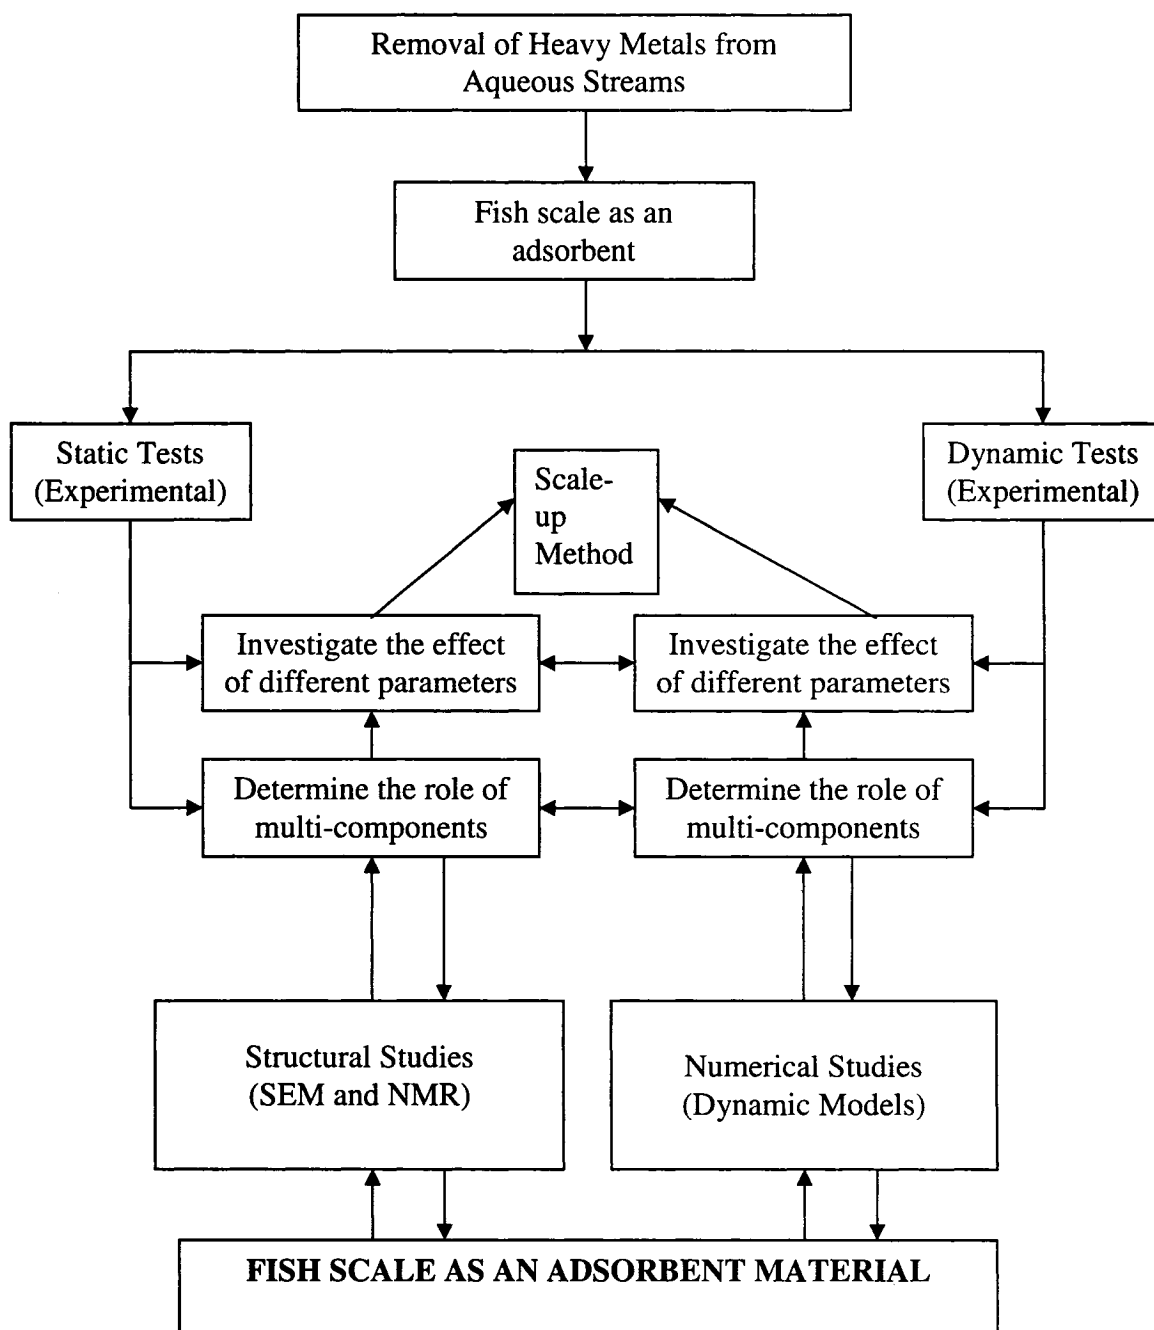 Removal of Heavy Metals from
Aqueous Streams
Fish scale as an
adsorbent
Static Tests
(Experimental)
Dynamic Tests
(Experimental)
Scale-
up
Method
Investigate the effect
of different parameters
Investigate the effect
of different parameters
Determine the role of
multi-components
Determine the role of
multi-components
Structural Studies
(SEM and NMR)
Numerical Studies
(Dynamic Models)
FISH SCALE AS AN ADSORBENT MATERIAL